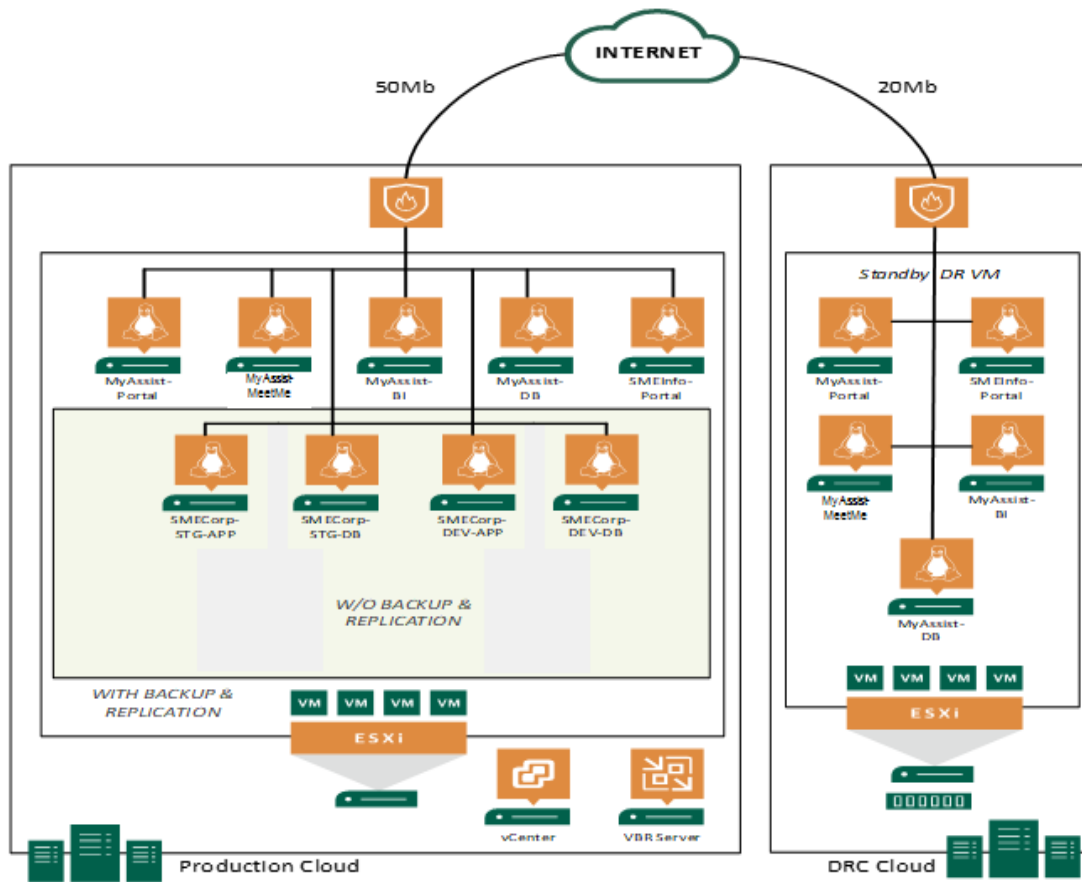 INTERNET
50Mb
20Mb
Standby DR VM
MyAssist-
Portal
MyAssist-
MeetMe
MyAssist-
BI
MyAssist-
DB
SMEInfo-
Portal
SMECorp-
STG-APP
SMECorp-
STG-DB
SMECorp-
DEV-APP
SMECorp-
DEV-DB
W/O BACKUP &
REPLICATION
WITH BACKUP &
REPLICATION
VM VM VM VM
ESXi
vCenter
VBR Server
Production Cloud
MyAssist-
Portal
SMEInfo-
Portal
MyAssist-
MeetMe
MyAssist-
BI
MyAssist-
DB
VM VM VM VM
ESXi
DRC Cloud